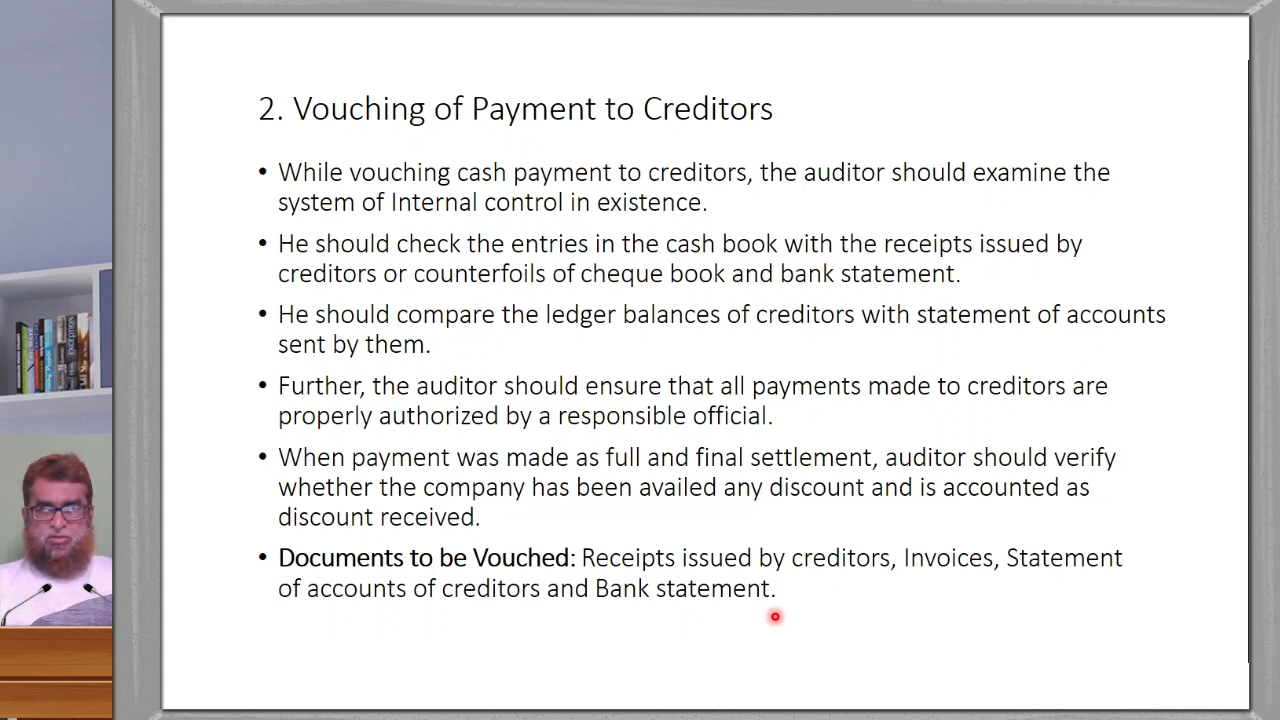 2. Vouching of Payment to Creditors
• While vouching cash payment to creditors, the auditor should examine the
system of Internal control in existence.
• He should check the entries in the cash book with the receipts issued by
creditors or counterfoils of cheque book and bank statement.
• He should compare the ledger balances of creditors with statement of accounts
sent by them.
• Further, the auditor should ensure that all payments made to creditors are
properly authorized by a responsible official.
• When payment was made as full and final settlement, auditor should verify
whether the company has been availed any discount and is accounted as
discount received.
• Documents to be Vouched: Receipts issued by creditors, Invoices, Statement
of accounts of creditors and Bank statement.